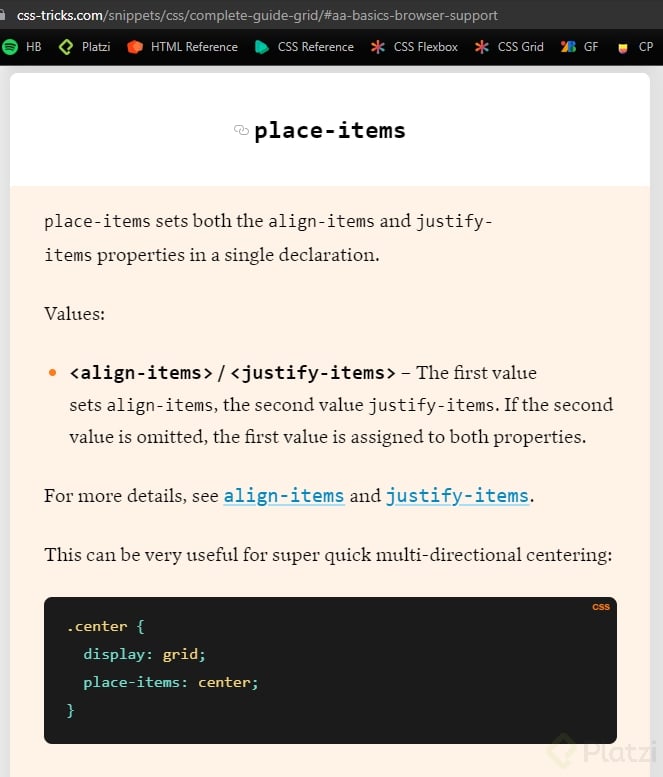 css-tricks.com/snippets/css/complete-guide-grid/#aa-basics-browser-support
HB Platzi HTML Reference CSS Reference CSS Flexbox CSS Grid GF CP
place-items
place-items sets both the align-items and justify-
items properties in a single declaration.
Values:
<align-items> / <justify-items> – The first value
sets align-items, the second value justify-items. If the second
value is omitted, the first value is assigned to both properties.
For more details, see align-items and justify-items.
This can be very useful for super quick multi-directional centering:
CSS
.center {
display: grid;
place-items: center;
}
Platzi